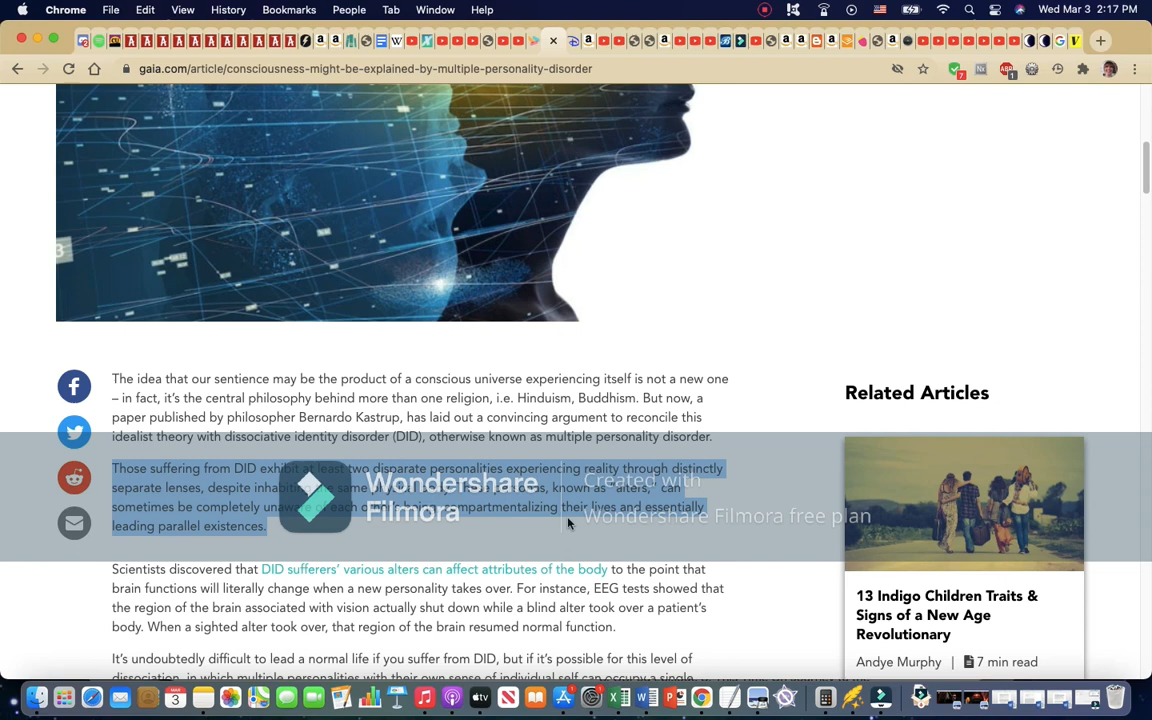 Chrome File Edit View History Bookmarks People Tab Window Help Wed Mar 3 2:17 PM
gaia.com/article/consciousness-might-be-explained-by-multiple-personality-disorder
The idea that our sentience may be the product of a conscious universe experiencing itself is not a new one
– in fact, it's the central philosophy behind more than one religion, i.e. Hinduism, Buddhism. But now, a
paper published by philosopher Bernardo Kastrup, has laid out a convincing argument to reconcile this
idealist theory with dissociative identity disorder (DID), otherwise known as multiple personality disorder.
Those suffering from DID exhibit at least two disparate personalities experiencing reality through distinctly
separate lenses, despite inhabiting the same known as "alters," can
sometimes be completely unaware of each compartmentalizing their lives and essentially
leading parallel existences.
Wondershare
Filmora
Created with
Wondershare Filmora free plan
Scientists discovered that DID sufferers' various alters can affect attributes of the body to the point that
brain functions will literally change when a new personality takes over. For instance, EEG tests showed that
the region of the brain associated with vision actually shut down while a blind alter took over a patient's
body. When a sighted alter took over, that region of the brain resumed normal function.
It's undoubtedly difficult to lead a normal life if you suffer from DID, but if it's possible for this level of
Related Articles
13 Indigo Children Traits &
Signs of a New Age
Revolutionary
Andye Murphy | 7 min read